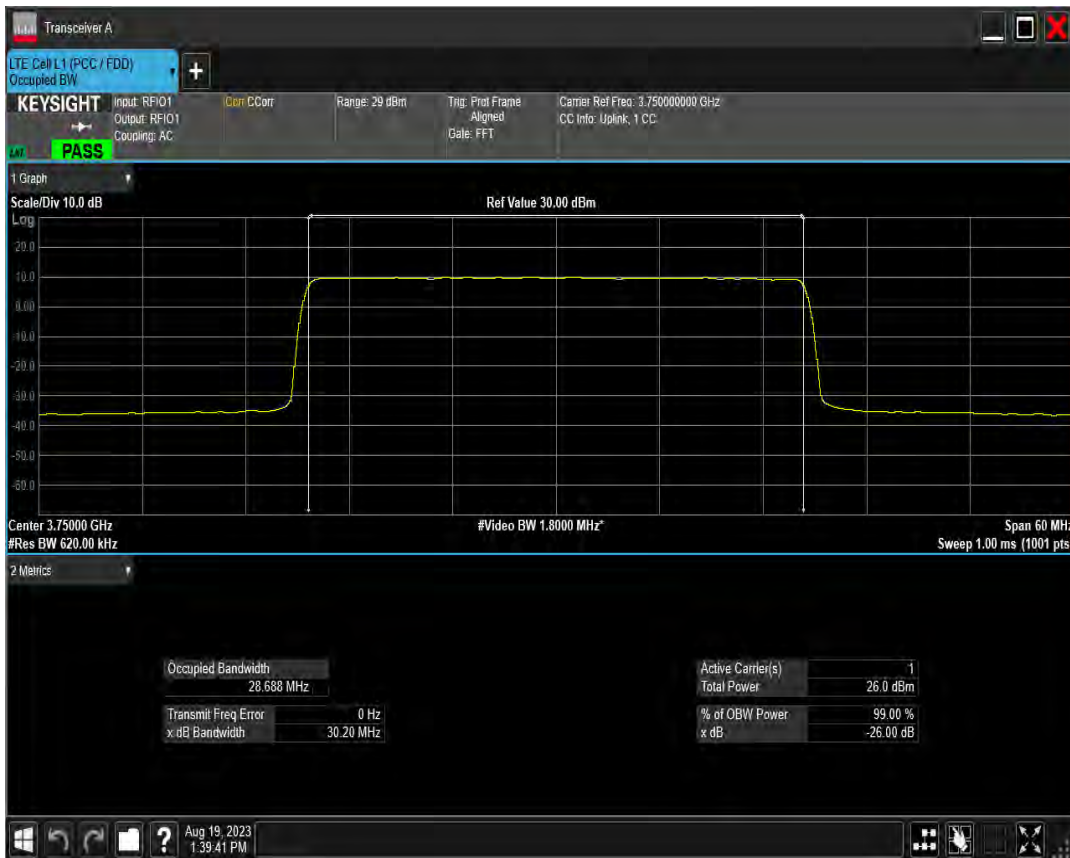 Transceiver A
LTE Cell L1 (PCC / FDD)
Occupied BW
+
KEYSIGHT
Input: RFIO1
Output: RFIO1
Coupling: AC
Corr CCorr
Range: 29 dBm
Trig: Prot Frame
Aligned
Gate: FFT
Carrier Ref Freq: 3.750000000 GHz
CC Info: Uplink, 1 CC
PASS
1 Graph
Scale/Div 10.0 dB
Ref Value 30.00 dBm
Log
20.0
10.0
0.00
-10.0
-20.0
-30.0
-40.0
-50.0
-60.0
Center 3.75000 GHz
#Video BW 1.8000 MHz*
Span 60 MHz
#Res BW 620.00 kHz
Sweep 1.00 ms (1001 pts
2 Metrics
Occupied Bandwidth
28.688 MHz
Transmit Freq Error 0 Hz
x dB Bandwidth 30.20 MHz
Active Carrier(s) 1
Total Power 26.0 dBm
% of OBW Power 99.00 %
x dB -26.00 dB
?
Aug 19, 2023
1:39:41 PM